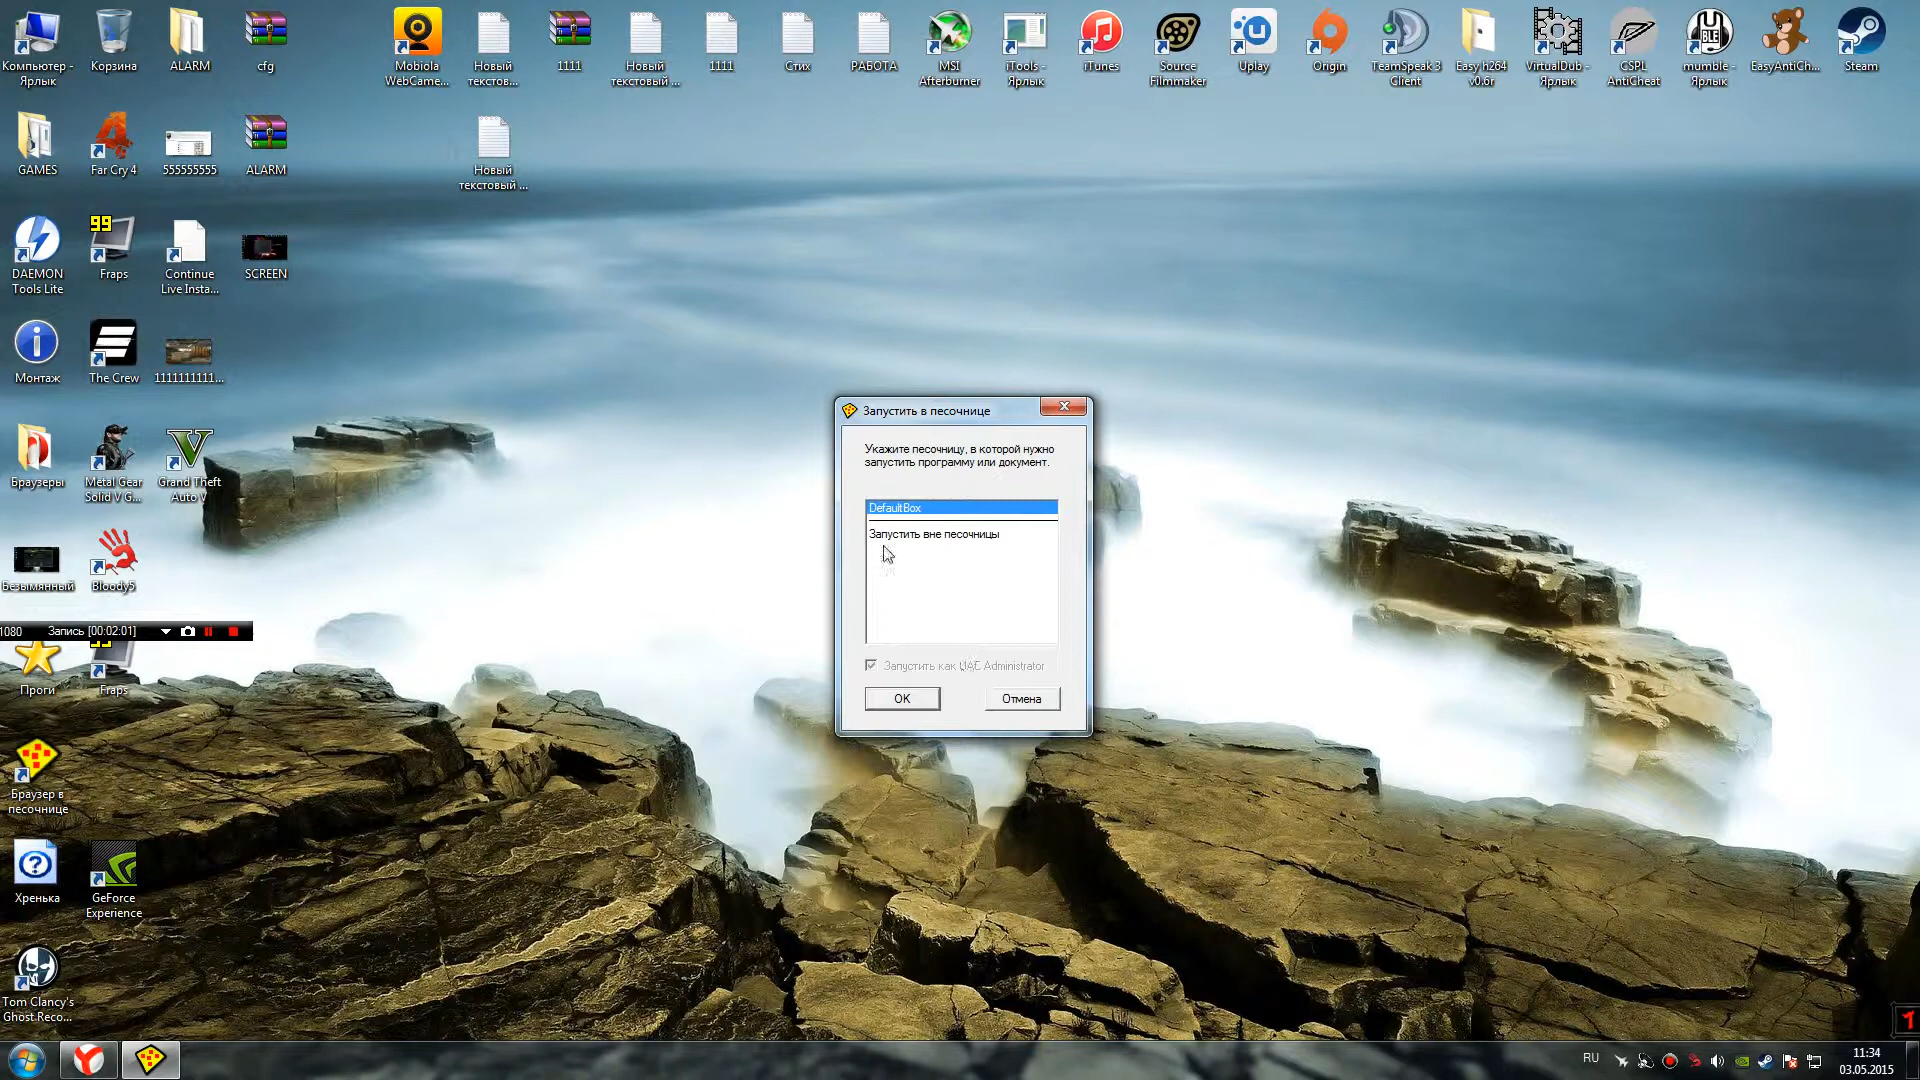 Компьютер -
Ярлык
Корзина
ALARM
cfg
Mobiola
WebCame...
Новый
текстов...
1111
Новый
текстовый ...
1111
Стих
РАБОТА
MSI
Afterburner
iTools -
Ярлык
iTunes
Source
Filmmaker
Uplay
Origin
TeamSpeak 3
Client
Easy h264
v0.6r
VirtualDub -
Ярлык
CSPL
AntiCheat
mumble -
Ярлык
EasyAntiCh...
Steam
GAMES
Far Cry 4
555555555
ALARM
Новый
текстовый ...
99
DAEMON
Tools Lite
Fraps
Continue
Live Insta...
SCREEN
Монтаж
The Crew
1111111111...
Браузеры
Metal Gear
Solid V G...
Grand Theft
Auto V
Безымянный
Bloody5
1080 Запись [00:02:01]
Проги
Fraps
Браузер в
песочнице
Хренька
GeForce
Experience
Tom Clancy's
Ghost Reco...
Запустить в песочнице
Укажите песочницу, в которой нужно
запустить программу или документ.
DefaultBox
Запустить вне песочницы
Запустить как UAC Administrator
OK
Отмена
RU
11:34
03.05.2015